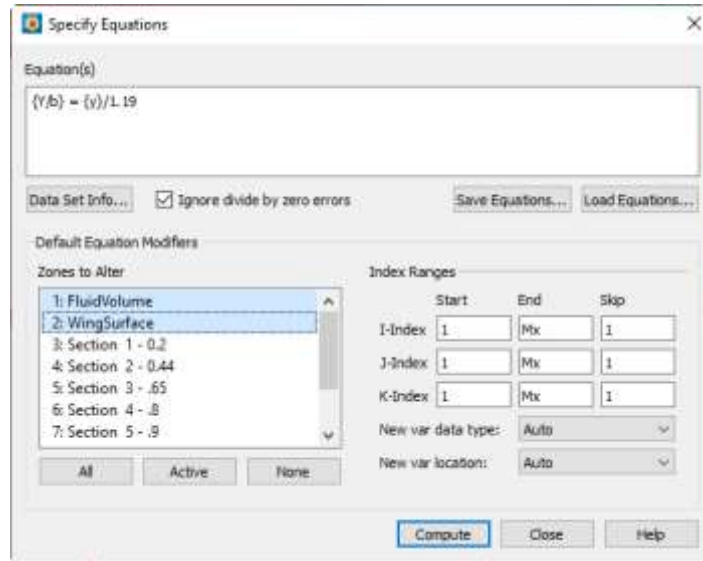 Specify Equations
Equation(s)
{Y/b} = {y}/1.19
Data Set Info... Ignore divide by zero errors Save Equations... Load Equations...
Default Equation Modifiers
Zones to Alter Index Ranges
Start End Skip
1: FluidVolume
2: WingSurface
3: Section 1 - 0.2
4: Section 2 - 0.44
5: Section 3 - .65
6: Section 4 - .8
7: Section 5 - .9
I-Index 1 Mx 1
J-Index 1 Mx 1
K-Index 1 Mx 1
New var data type: Auto
New var location: Auto
All Active None
Compute Close Help